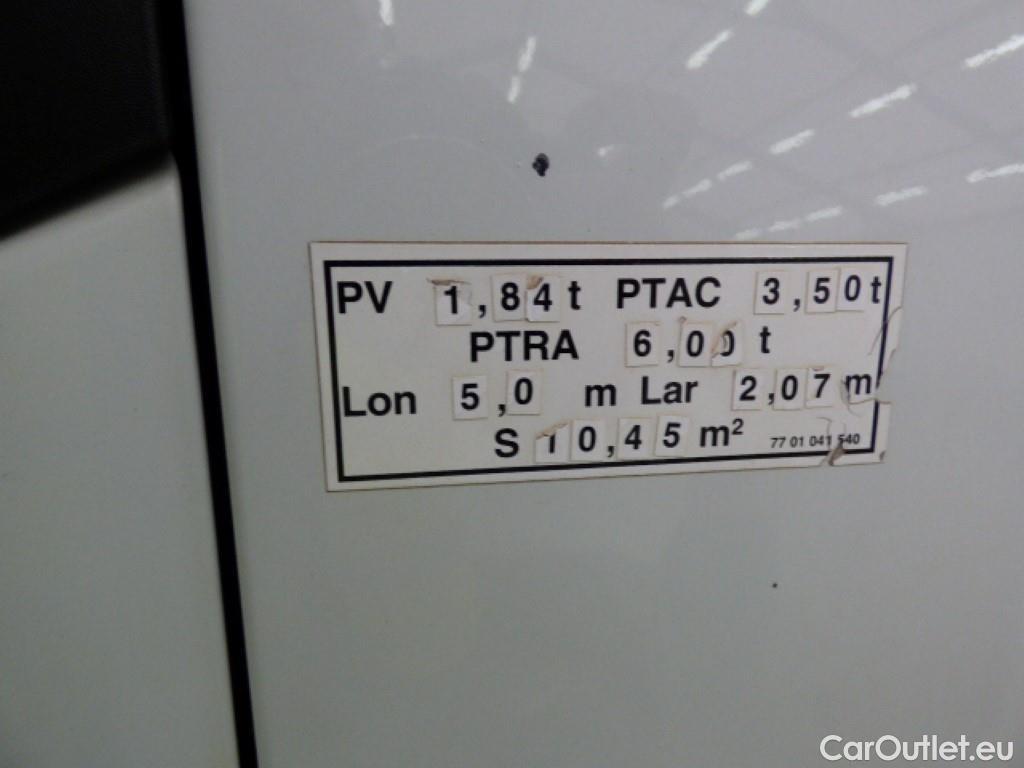 PV 1,84 t PTAC 3,50 t
PTRA 6,00 t
Lon 5,0 m Lar 2,07 m
S 10,45 m²
77 01 041 540
CarOutlet.eu